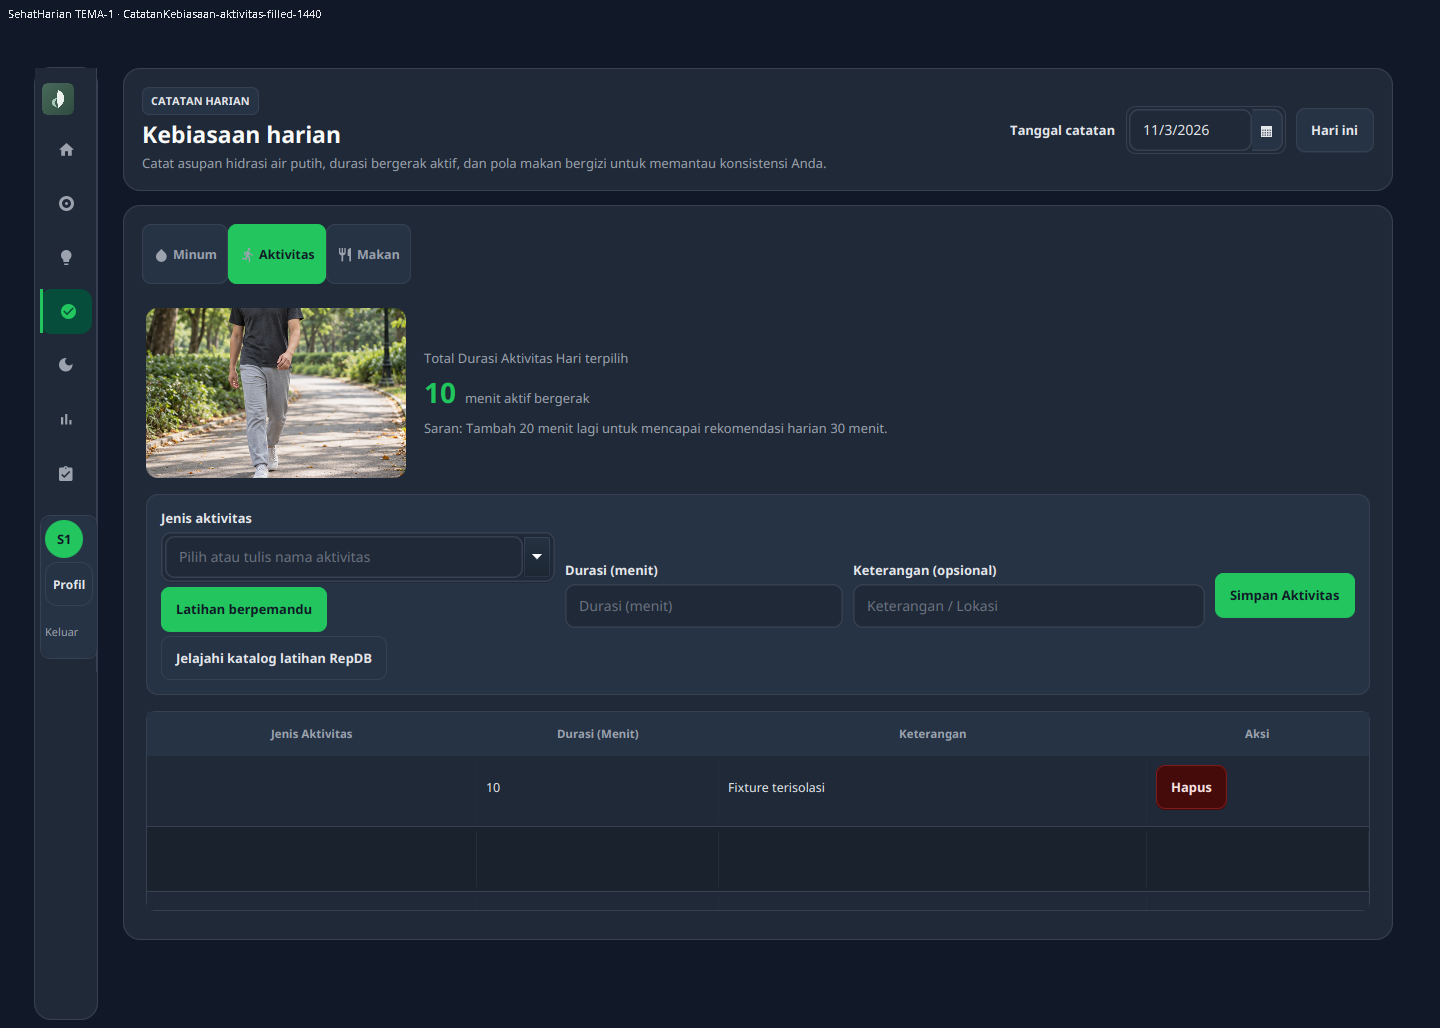 SehatHarian TEMA-1 · CatatanKebiasaan-aktivitas-filled-1440
CATATAN HARIAN
Kebiasaan harian
Catat asupan hidrasi air putih, durasi bergerak aktif, dan pola makan bergizi untuk memantau konsistensi Anda.
Tanggal catatan
11/3/2026
Hari ini
Minum
Aktivitas
Makan
Total Durasi Aktivitas Hari terpilih
10 menit aktif bergerak
Saran: Tambah 20 menit lagi untuk mencapai rekomendasi harian 30 menit.
S1
Profil
Keluar
Jenis aktivitas
Pilih atau tulis nama aktivitas
Latihan berpemandu
Jelajahi katalog latihan RepDB
Durasi (menit)
Durasi (menit)
Keterangan (opsional)
Keterangan / Lokasi
Simpan Aktivitas
Jenis Aktivitas Durasi (Menit) Keterangan Aksi
10 Fixture terisolasi Hapus